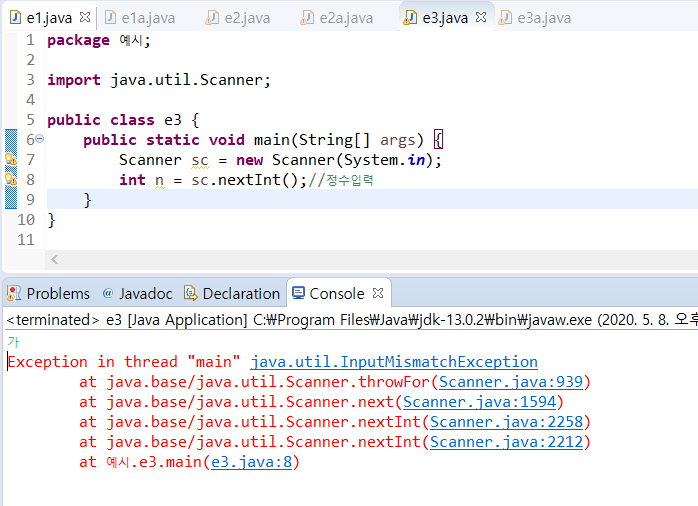 e1.java e1a.java e2.java e2a.java e3.java e3a.java
1 package 예시;
2
3 import java.util.Scanner;
4
5 public class e3 {
6 public static void main(String[] args) {
7 Scanner sc = new Scanner(System.in);
8 int n = sc.nextInt();//정수입력
9 }
10 }
11
Problems @ Javadoc Declaration Console
<terminated> e3 [Java Application] C:₩Program Files₩Java₩jdk-13.0.2₩bin₩javaw.exe (2020. 5. 8. 오후
가
Exception in thread "main" java.util.InputMismatchException
at java.base/java.util.Scanner.throwFor(Scanner.java:939)
at java.base/java.util.Scanner.next(Scanner.java:1594)
at java.base/java.util.Scanner.nextInt(Scanner.java:2258)
at java.base/java.util.Scanner.nextInt(Scanner.java:2212)
at 예시.e3.main(e3.java:8)